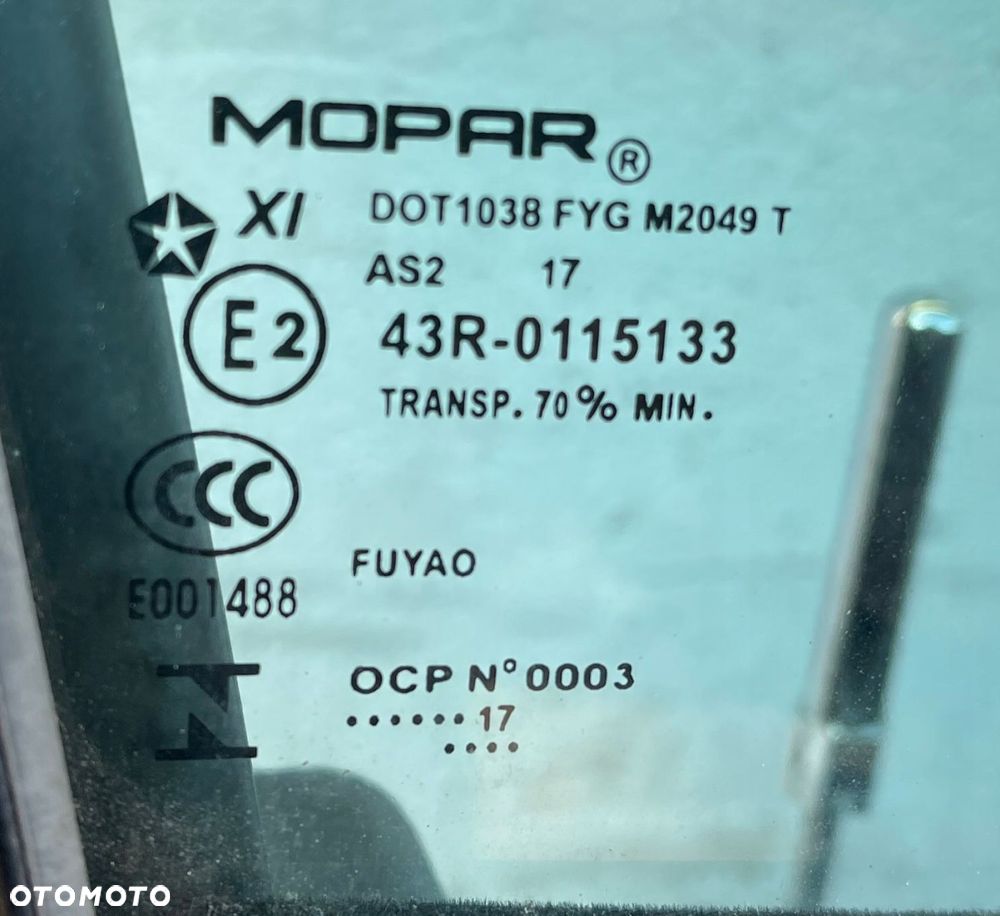 MOPAR®
XI DOT1038 FYG M2049 T
AS2 17
E2 43R-0115133
TRANSP. 70% MIN.
CCC
FUYAO
E001488
OCP N°0003
••••••17
••••
OTOMOTO